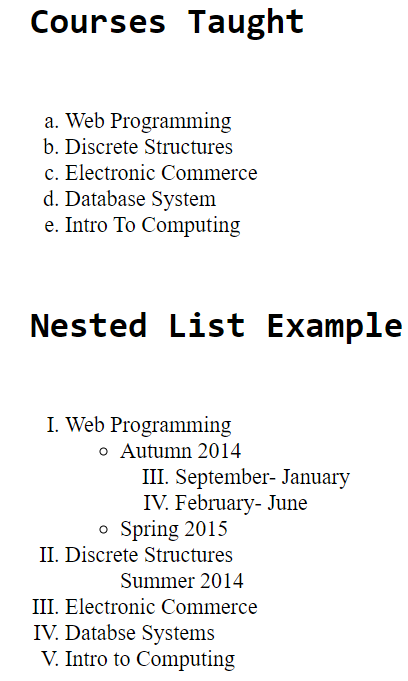 Courses Taught
a. Web Programming
b. Discrete Structures
c. Electronic Commerce
d. Database System
e. Intro To Computing
Nested List Example
I. Web Programming
Autumn 2014
III. September- January
IV. February- June
Spring 2015
II. Discrete Structures
Summer 2014
III. Electronic Commerce
IV. Databse Systems
V. Intro to Computing